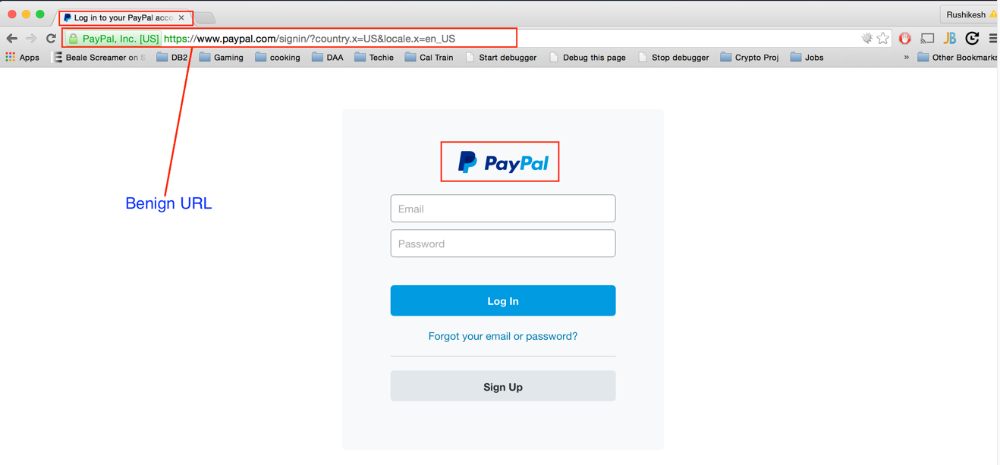 Log in to your PayPal acco
Rushikesh
PayPal, Inc. [US] https://www.paypal.com/signin/?country.x=US&locale.x=en_US
JB
Apps Beale Screamer on S DB2 Gaming cooking DAA Techie Cal Train Start debugger Debug this page Stop debugger Crypto Proj Jobs » Other Bookmarks
PayPal
Benign URL
Email
Password
Log In
Forgot your email or password?
Sign Up